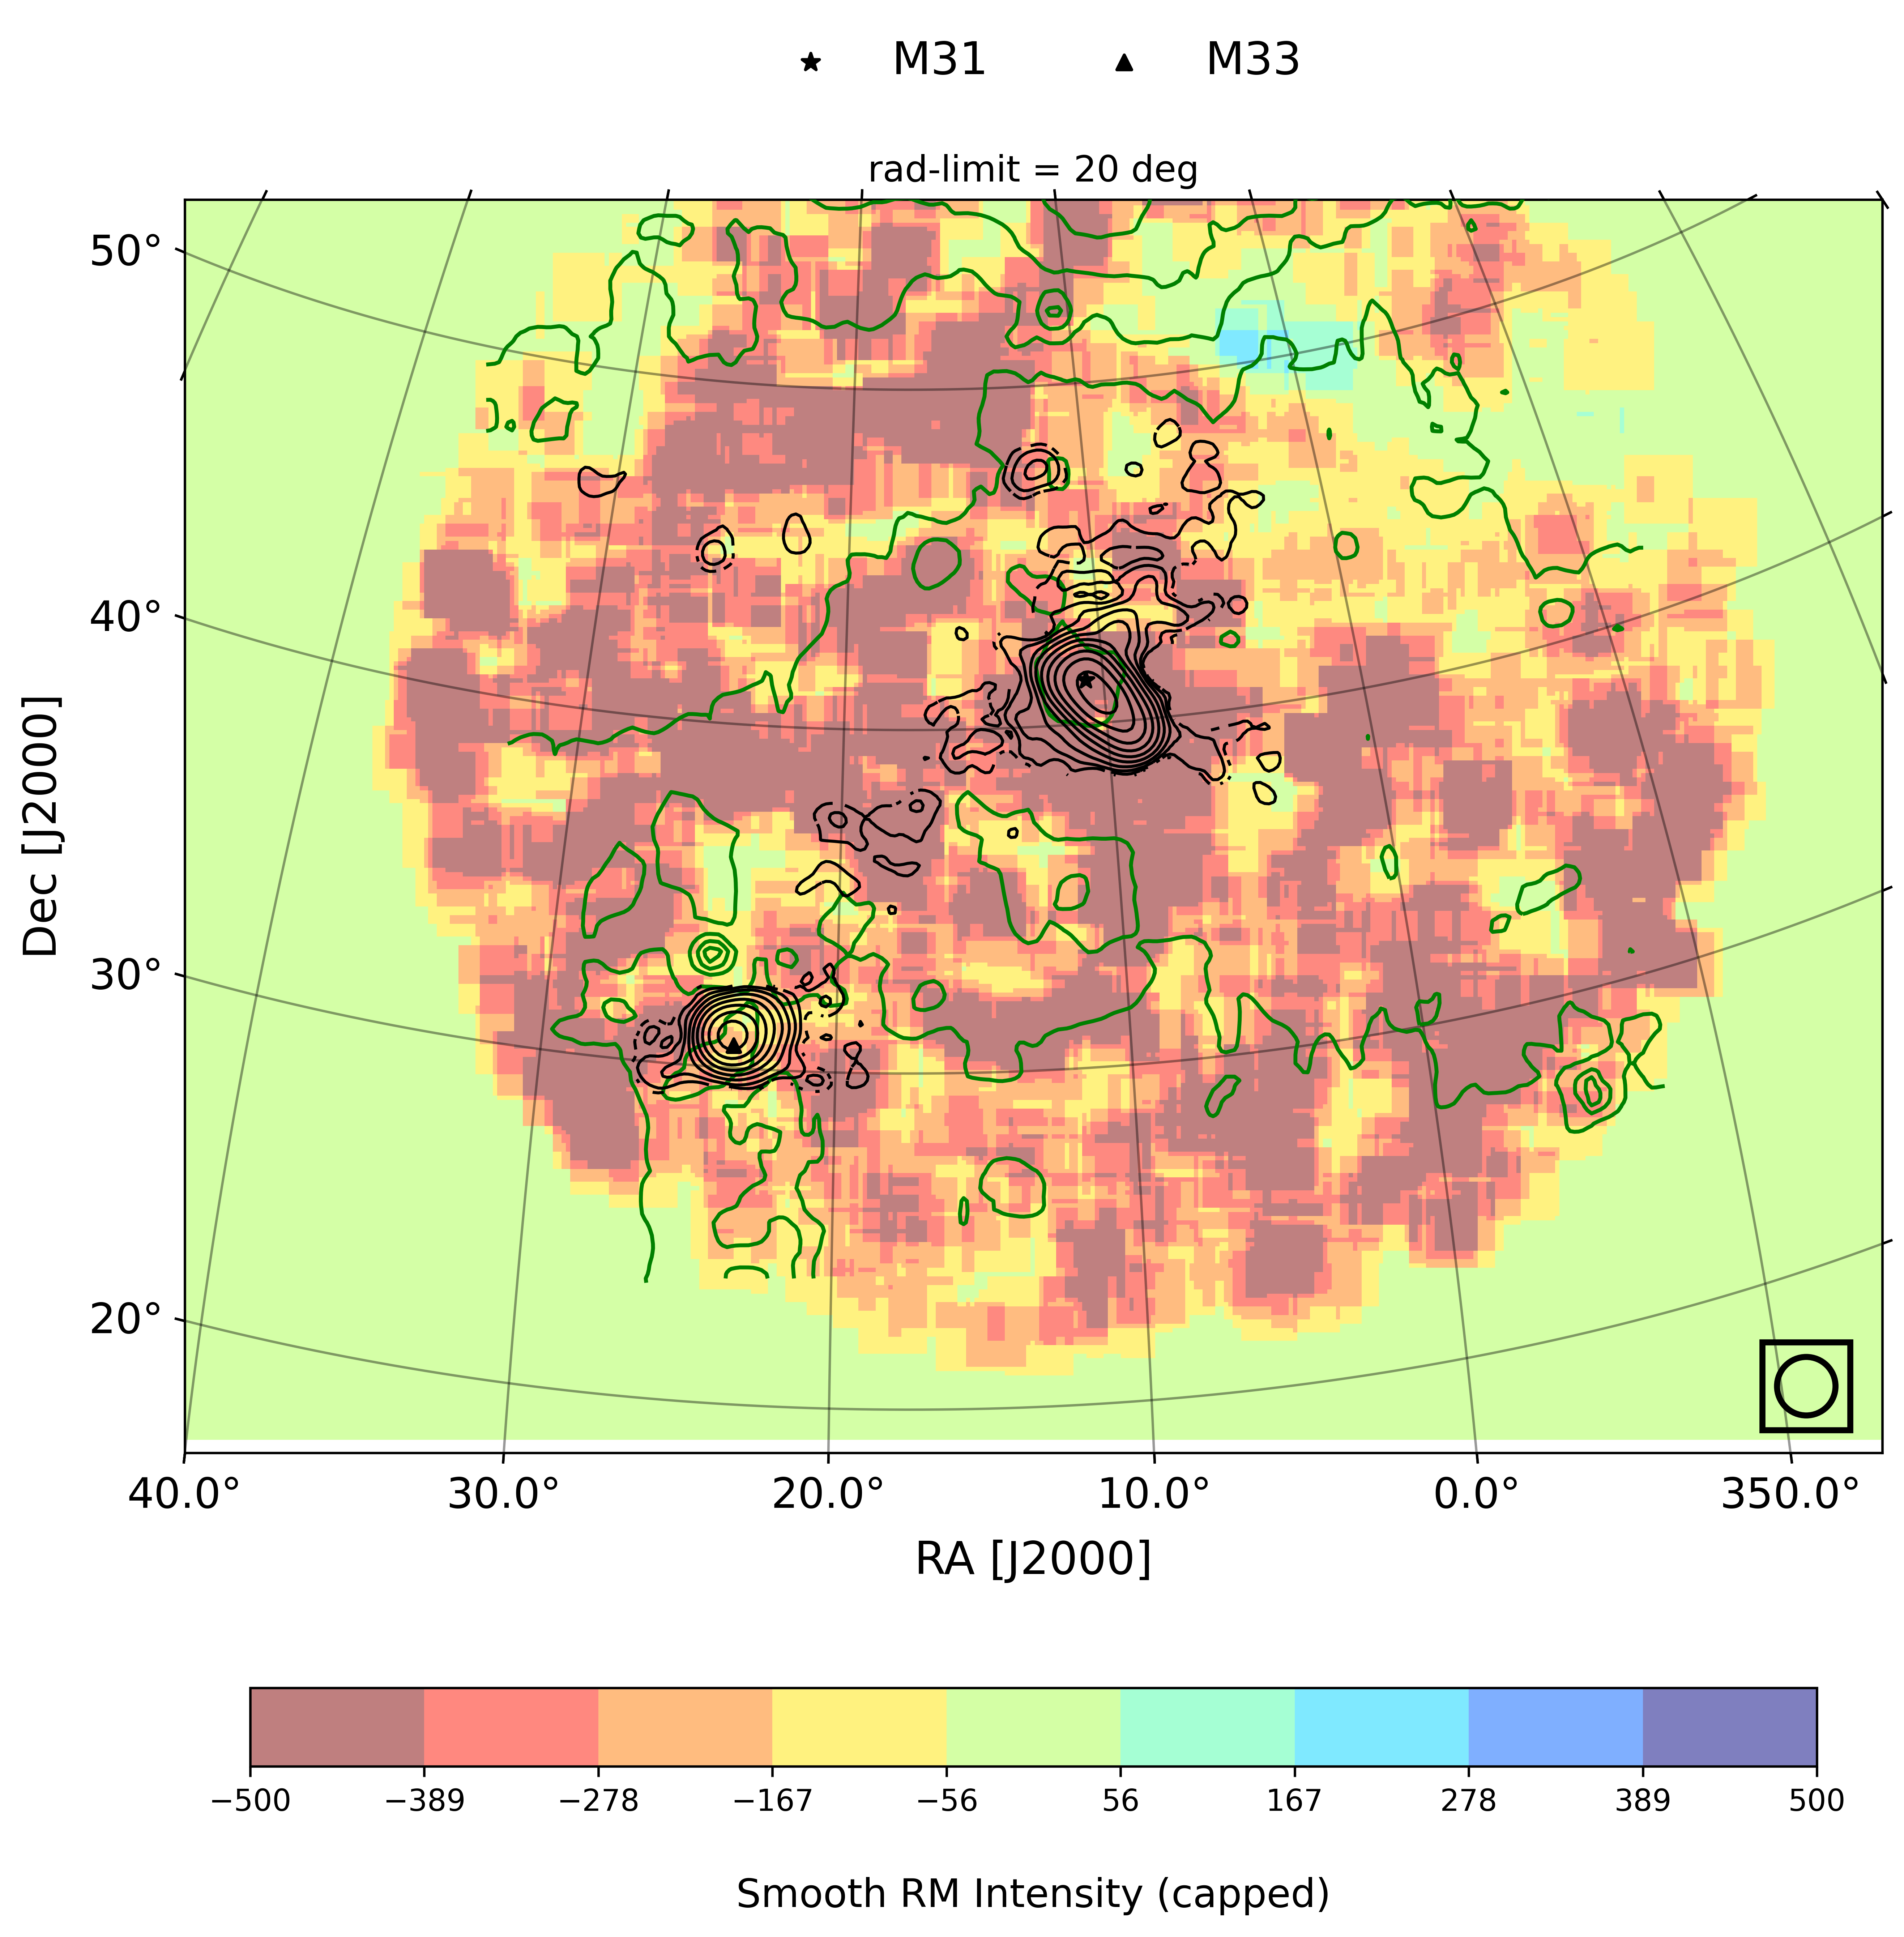 M31 M33
rad-limit = 20 deg
50°
40°
30°
20°
Dec [J2000]
40.0° 30.0° 20.0° 10.0° 0.0° 350.0°
RA [J2000]
−500 −389 −278 −167 −56 56 167 278 389 500
Smooth RM Intensity (capped)